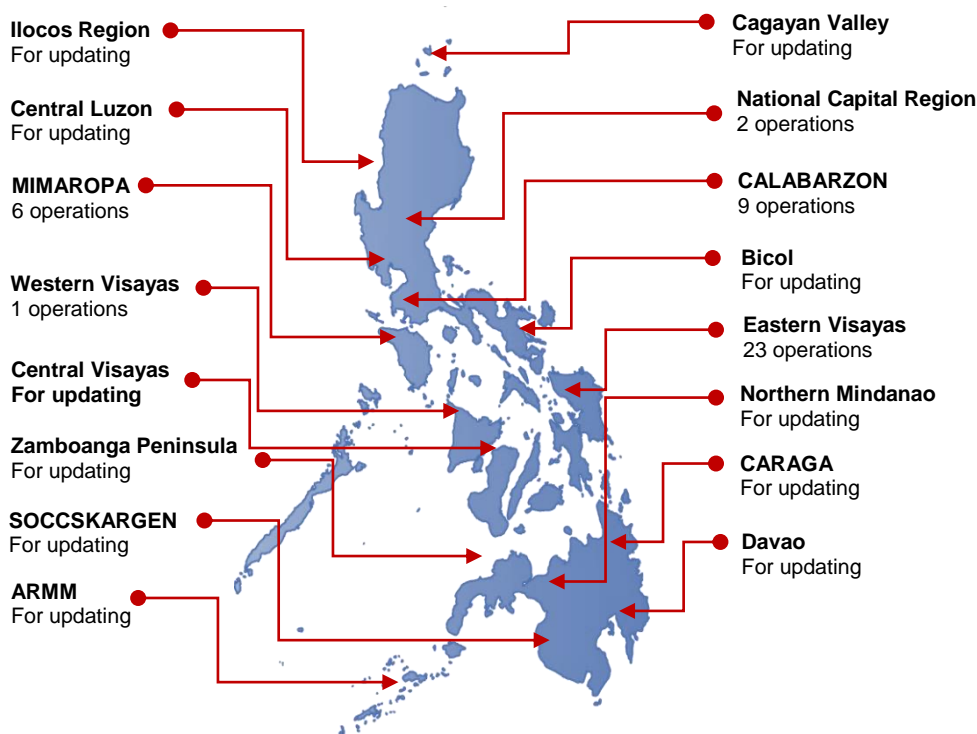 Ilocos Region
For updating
Central Luzon
For updating
MIMAROPA
6 operations
Western Visayas
1 operations
Central Visayas
For updating
Zamboanga Peninsula
For updating
SOCCSKARGEN
For updating
ARMM
For updating
Cagayan Valley
For updating
National Capital Region
2 operations
CALABARZON
9 operations
Bicol
For updating
Eastern Visayas
23 operations
Northern Mindanao
For updating
CARAGA
For updating
Davao
For updating